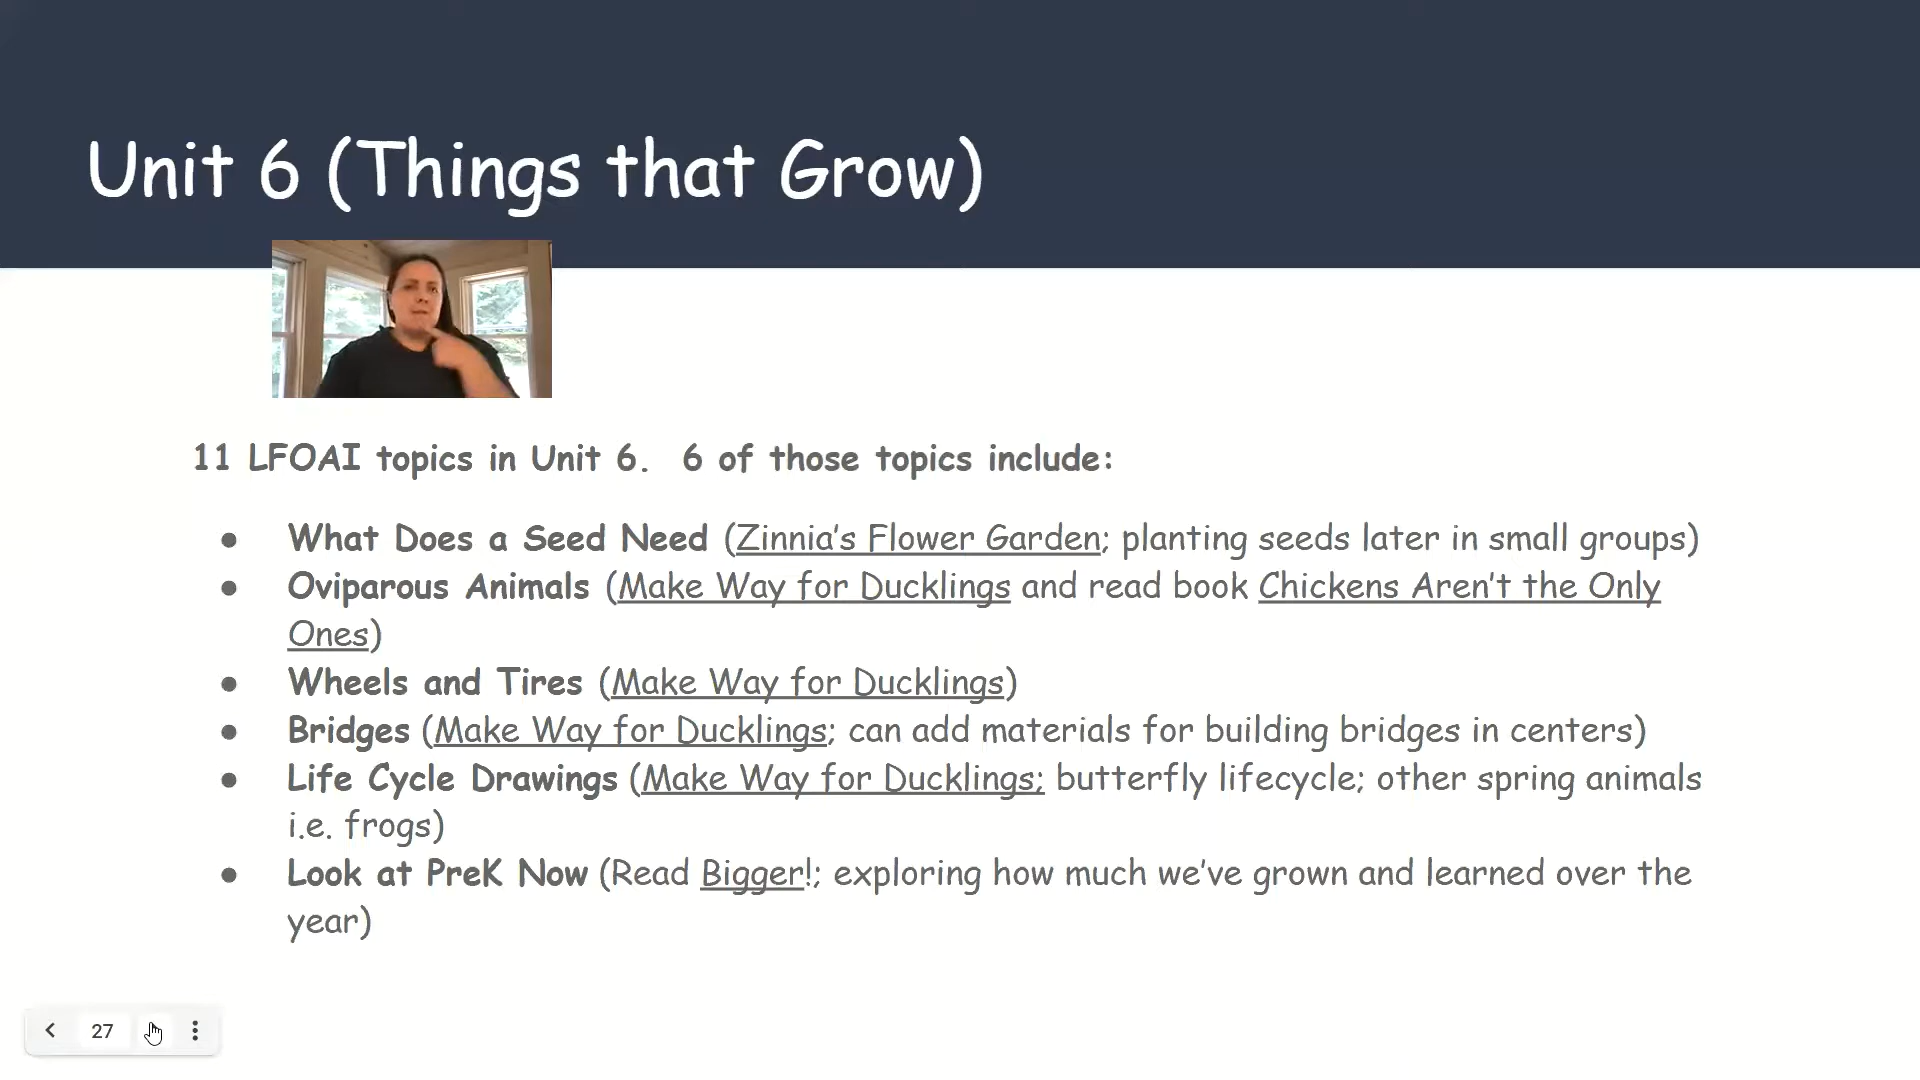 Unit 6 (Things that Grow)
11 LFOAI topics in Unit 6.  6 of those topics include:
● What Does a Seed Need (Zinnia's Flower Garden; planting seeds later in small groups)
● Oviparous Animals (Make Way for Ducklings and read book Chickens Aren't the Only
Ones)
● Wheels and Tires (Make Way for Ducklings)
● Bridges (Make Way for Ducklings; can add materials for building bridges in centers)
● Life Cycle Drawings (Make Way for Ducklings; butterfly lifecycle; other spring animals
i.e. frogs)
● Look at PreK Now (Read Bigger!; exploring how much we've grown and learned over the
year)
27